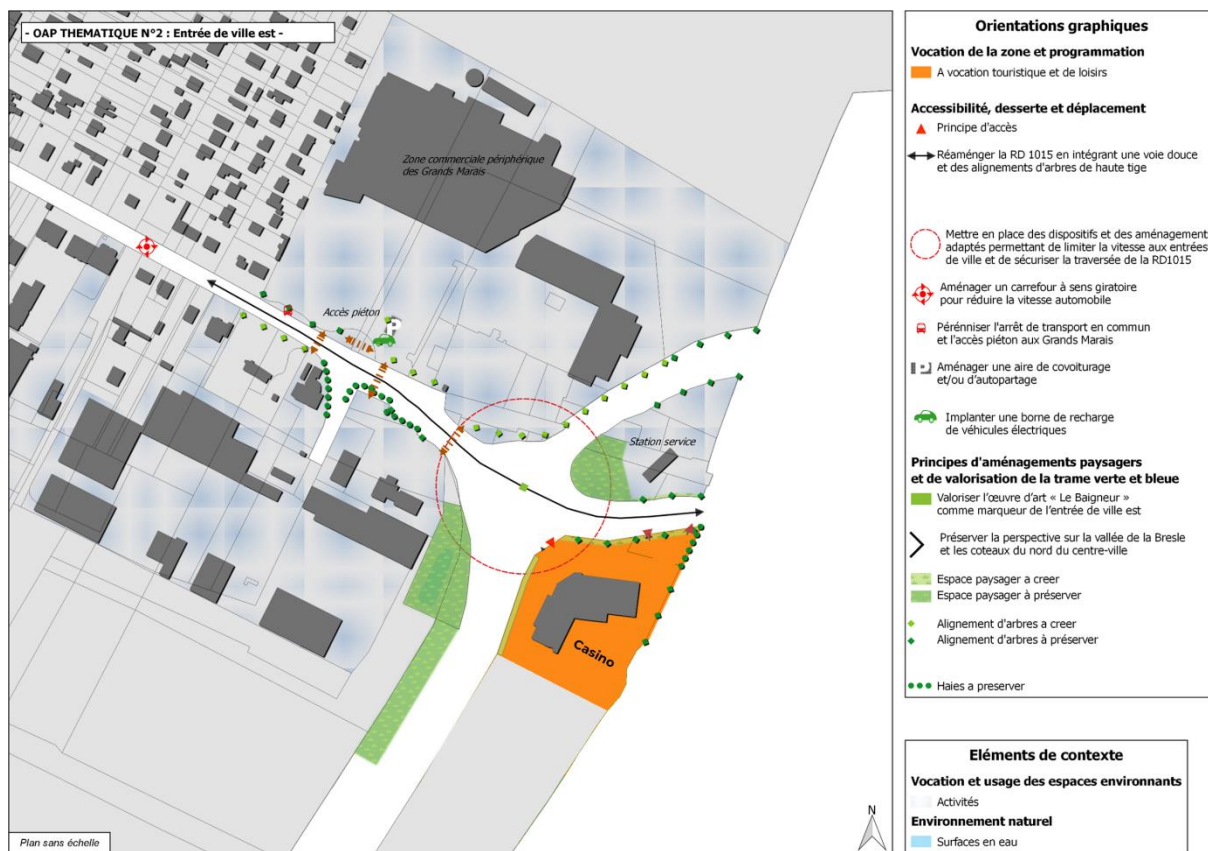 - OAP THEMATIQUE N°2 : Entrée de ville est -
Zone commerciale périphérique
des Grands Marais
Accès piéton
P
Station service
Casino
Plan sans échelle
N
Orientations graphiques
Vocation de la zone et programmation
A vocation touristique et de loisirs
Accessibilité, desserte et déplacement
Principe d'accès
Réaménger la RD 1015 en intégrant une voie douce
et des alignements d'arbres de haute tige
Mettre en place des dispositifs et des aménagement
adaptés permettant de limiter la vitesse aux entrées
de ville et de sécuriser la traversée de la RD1015
Aménager un carrefour à sens giratoire
pour réduire la vitesse automobile
Pérénniser l'arrêt de transport en commun
et l'accès piéton aux Grands Marais
Aménager une aire de covoiturage
et/ou d'autopartage
Implanter une borne de recharge
de véhicules électriques
Principes d'aménagements paysagers
et de valorisation de la trame verte et bleue
Valoriser l'œuvre d'art « Le Baigneur »
comme marqueur de l'entrée de ville est
Préserver la perspective sur la vallée de la Bresle
et les coteaux du nord du centre-ville
Espace paysager a creer
Espace paysager à préserver
Alignement d'arbres a creer
Alignement d'arbres à préserver
Haies a preserver
Eléments de contexte
Vocation et usage des espaces environnants
Activités
Environnement naturel
Surfaces en eau